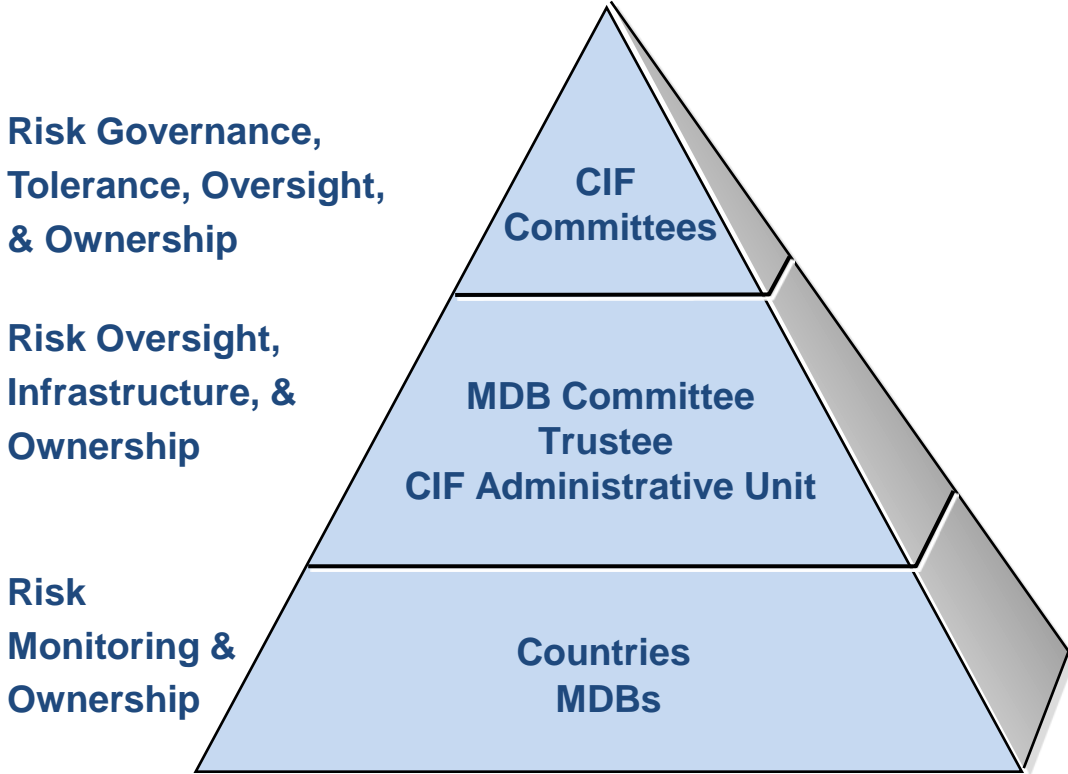 Risk Governance,
Tolerance, Oversight,
& Ownership
CIF
Committees
Risk Oversight,
Infrastructure, &
Ownership
MDB Committee
Trustee
CIF Administrative Unit
Risk
Monitoring &
Ownership
Countries
MDBs